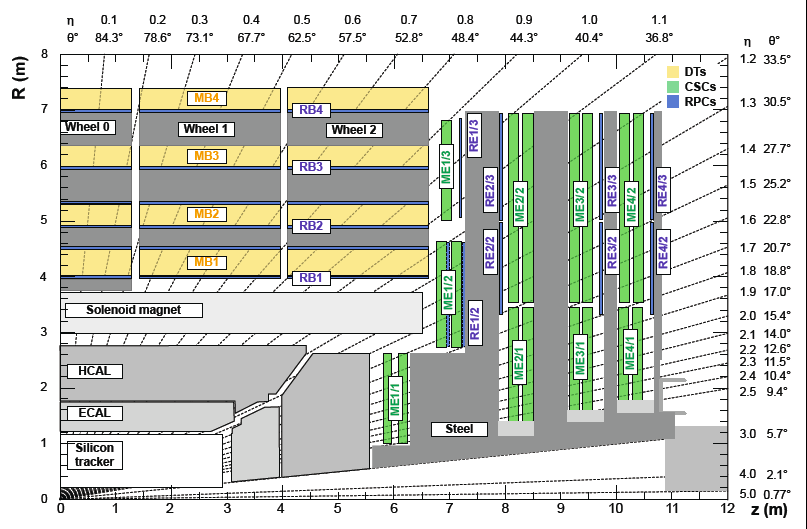 η 0.1 0.2 0.3 0.4 0.5 0.6 0.7 0.8 0.9 1.0 1.1
θ° 84.3° 78.6° 73.1° 67.7° 62.5° 57.5° 52.8° 48.4° 44.3° 40.4° 36.8° η θ°
R (m)
8
7
6
5
4
3
2
1
0
1.2 33.5°
1.3 30.5°
1.4 27.7°
1.5 25.2°
1.6 22.8°
1.7 20.7°
1.8 18.8°
1.9 17.0°
2.0 15.4°
2.1 14.0°
2.2 12.6°
2.3 11.5°
2.4 10.4°
2.5 9.4°
3.0 5.7°
4.0 2.1°
5.0 0.77°
DTs
CSCs
RPCs
MB4
RB4
Wheel 0
Wheel 1
Wheel 2
MB3
RB3
MB2
RB2
MB1
RB1
Solenoid magnet
HCAL
ECAL
Silicon
tracker
Steel
ME1/3
RE1/3
ME1/2
RE1/2
ME1/1
RE2/3
RE2/2
ME2/2
ME2/1
ME3/2
ME3/1
RE3/3
RE3/2
ME4/2
ME4/1
RE4/3
RE4/2
0 1 2 3 4 5 6 7 8 9 10 11 12
z (m)